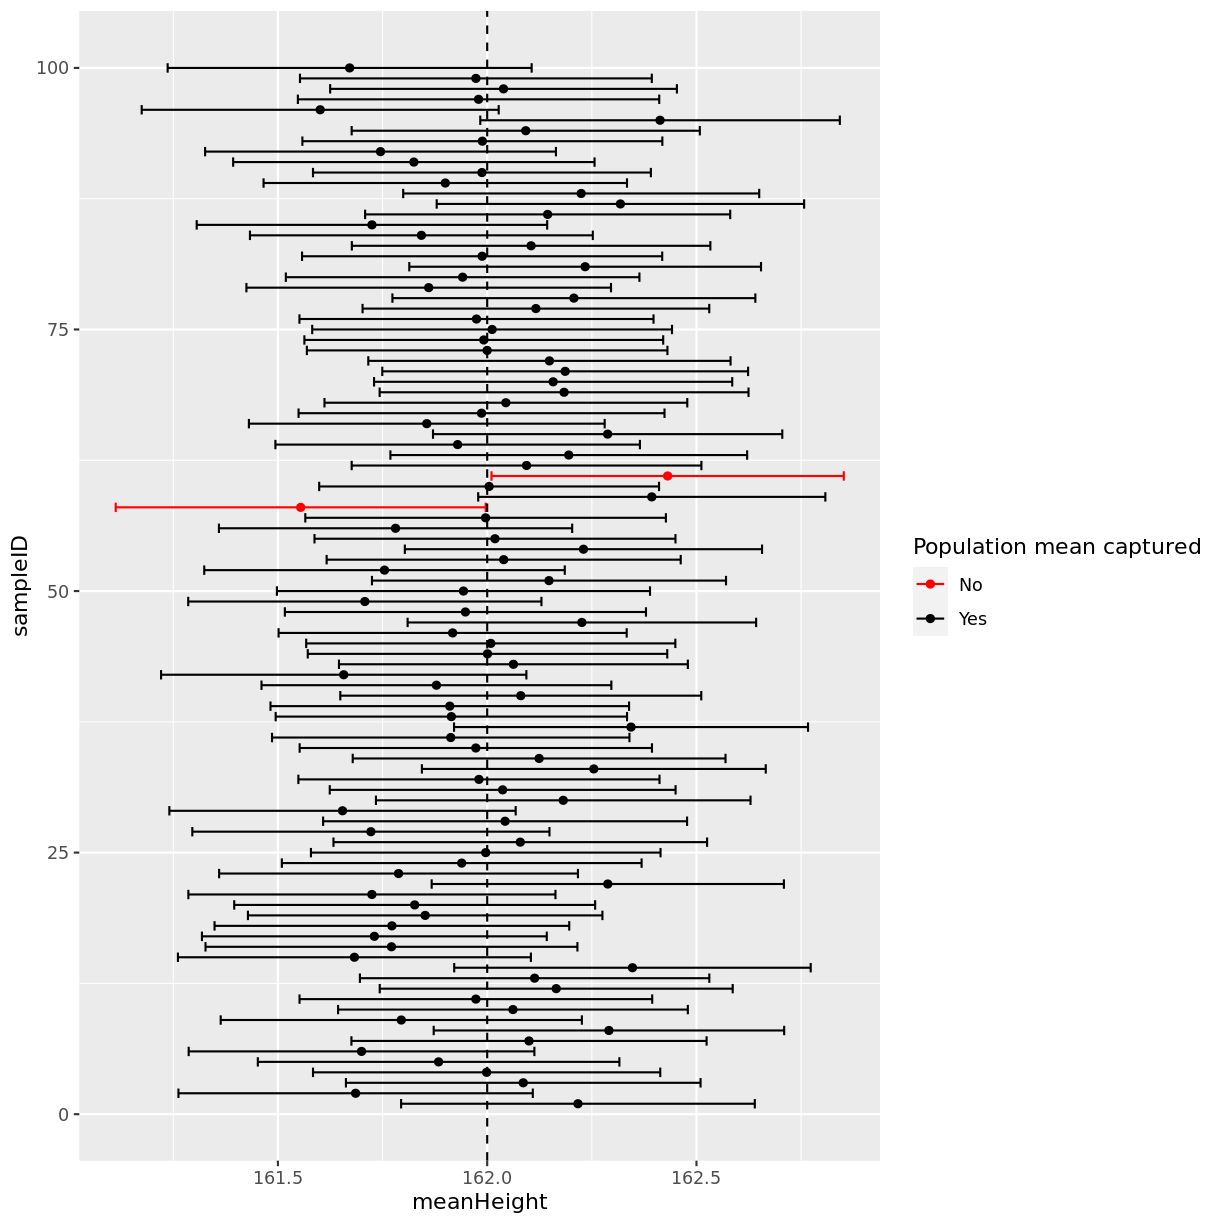 100
75
50
25
0
161.5 162.0 162.5
meanHeight
sampleID
Population mean captured
No
Yes